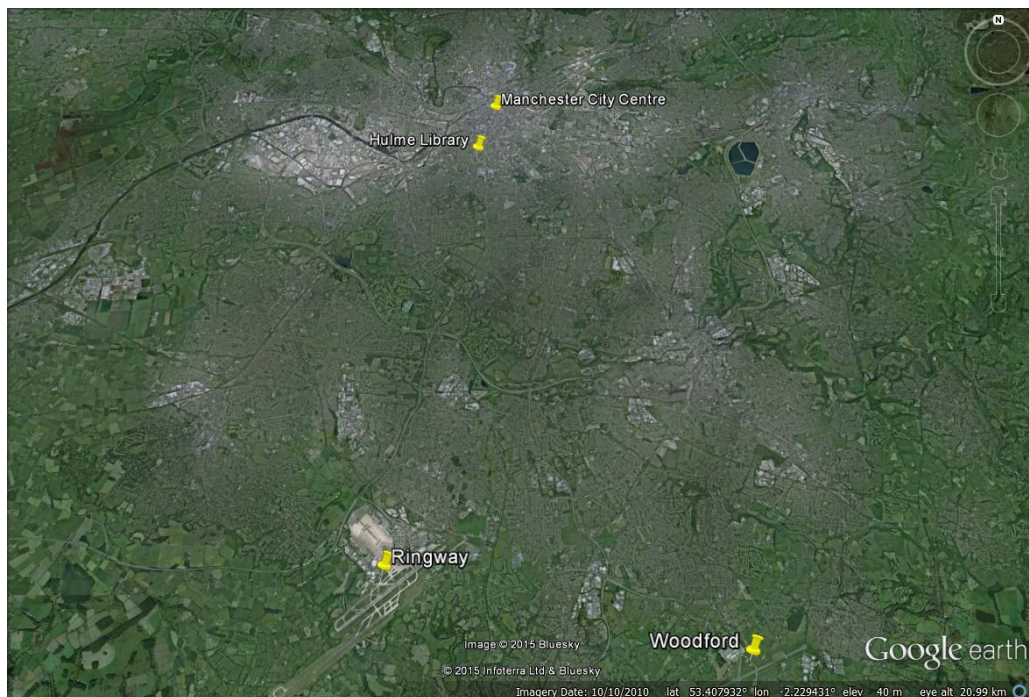 N
Manchester City Centre
Hulme Library
Ringway
Woodford
Google earth
Image © 2015 Bluesky
© 2015 Infoterra Ltd & Bluesky
Imagery Date: 10/10/2010 lat 53.407932° lon -2.229431° elev 40 m eye alt 20.99 km